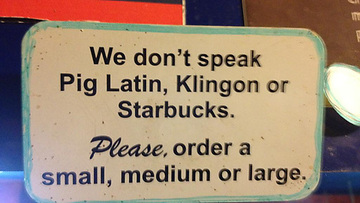 We don't speak
Pig Latin, Klingon or
Starbucks.
Please, order a
small, medium or large.